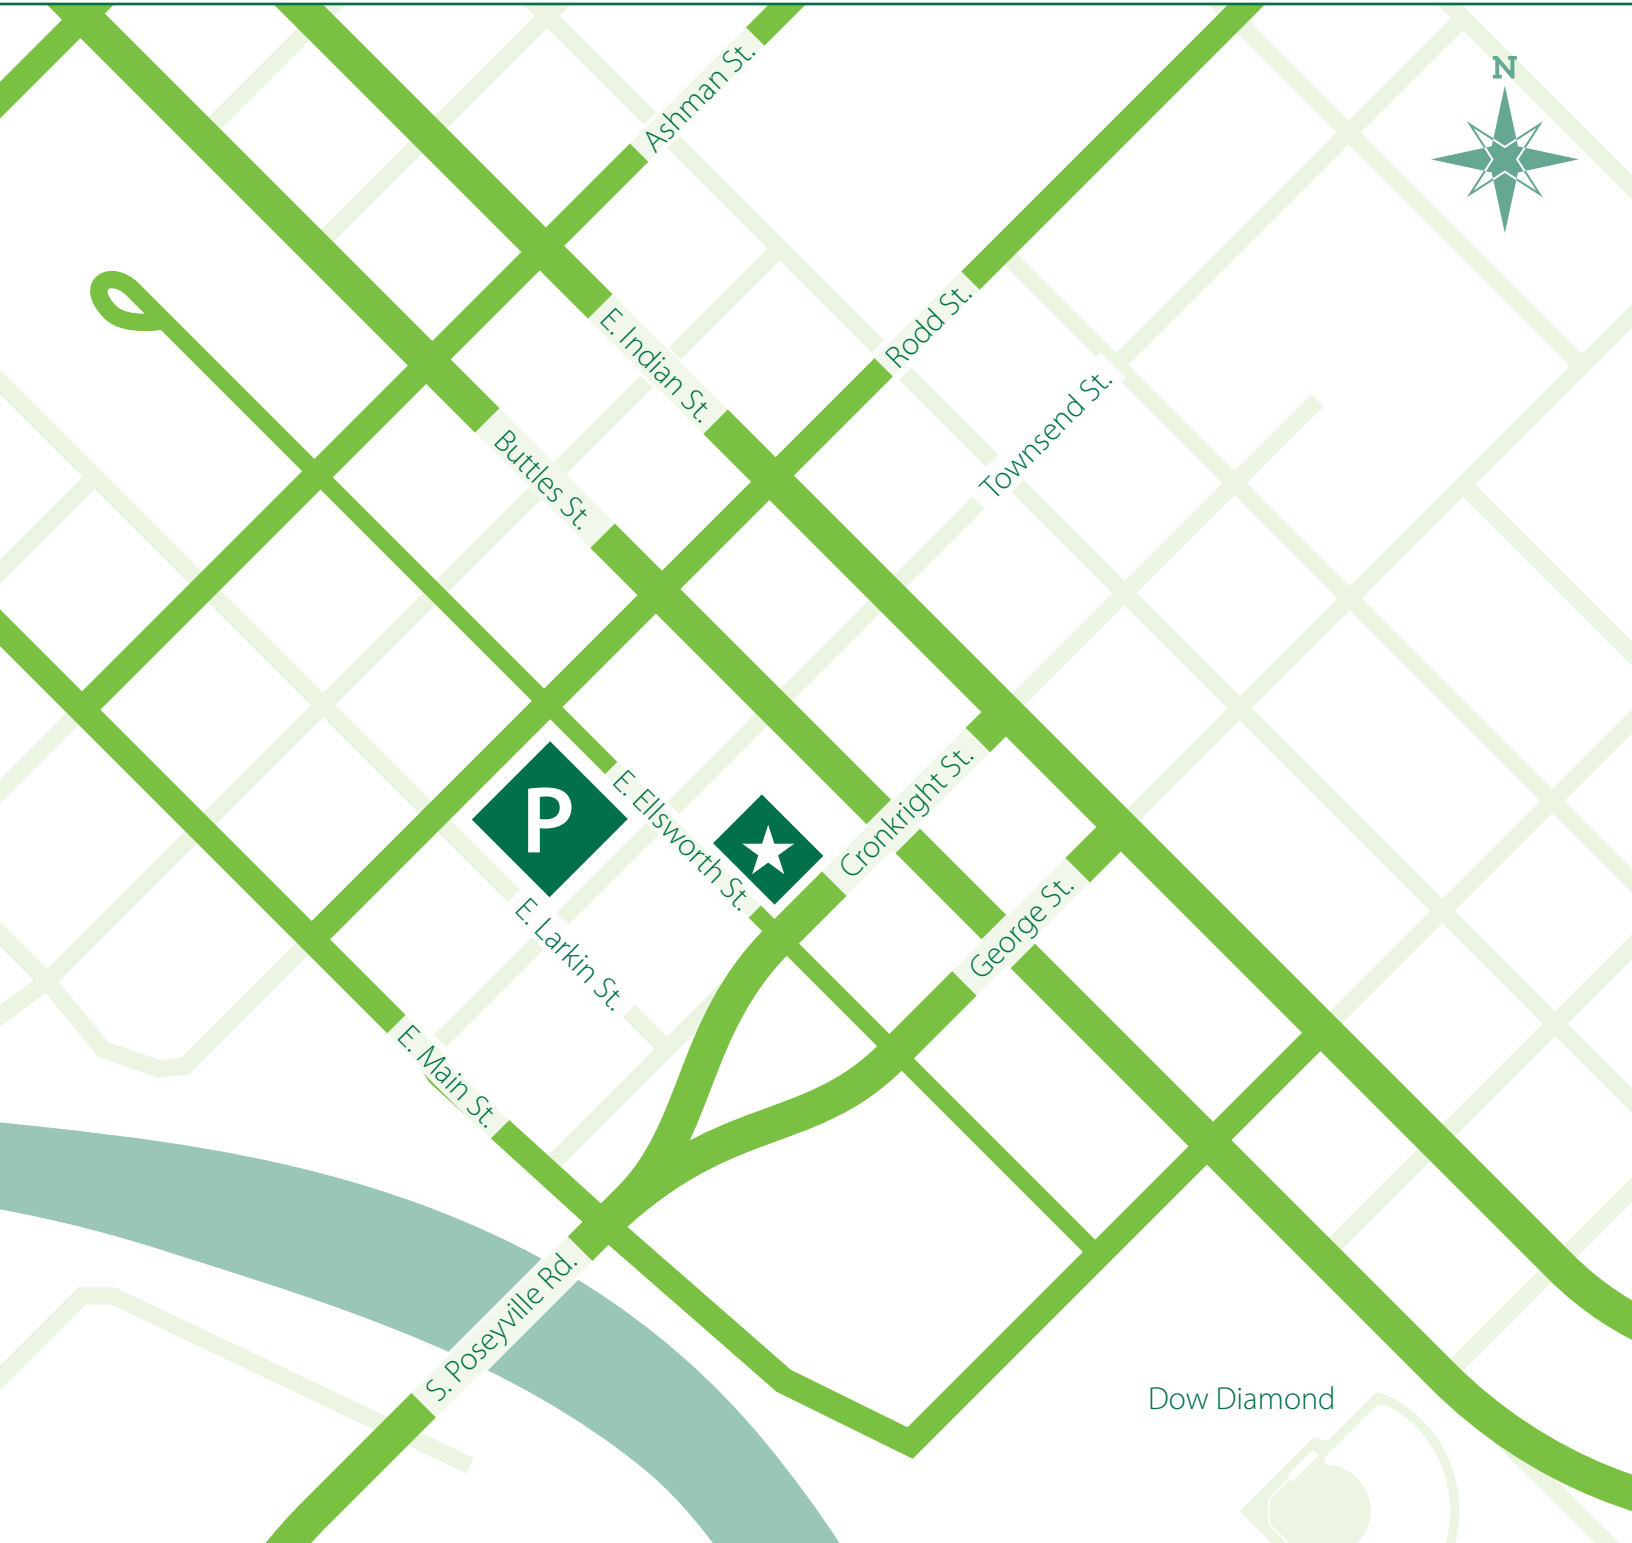 Ashman St.
N
Rodd St.
E. Indian St.
Townsend St.
Buttles St.
Cronkright St.
P
E. Ellsworth St.
George St.
E. Larkin St.
E. Main St.
S. Poseyville Rd.
Dow Diamond